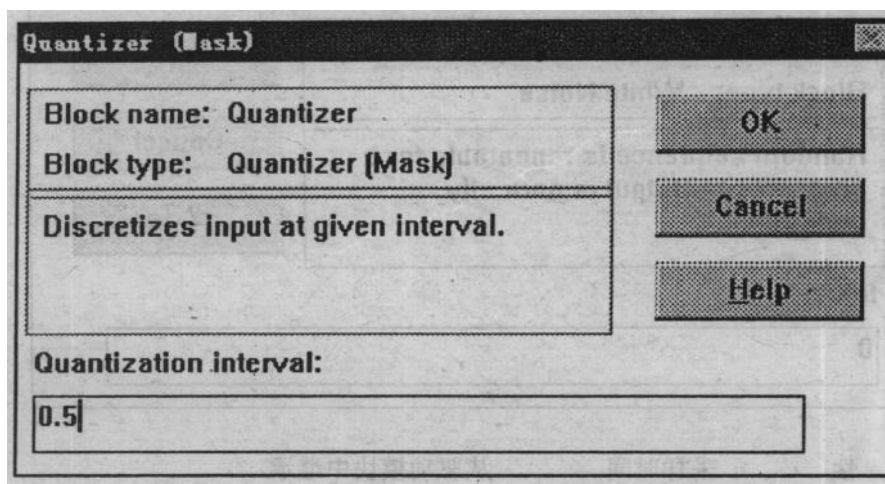 Quantizer (Mask)
Block name: Quantizer
Block type: Quantizer (Mask)
Discretizes input at given interval.
OK
Cancel
Help
Quantization interval:
0.5